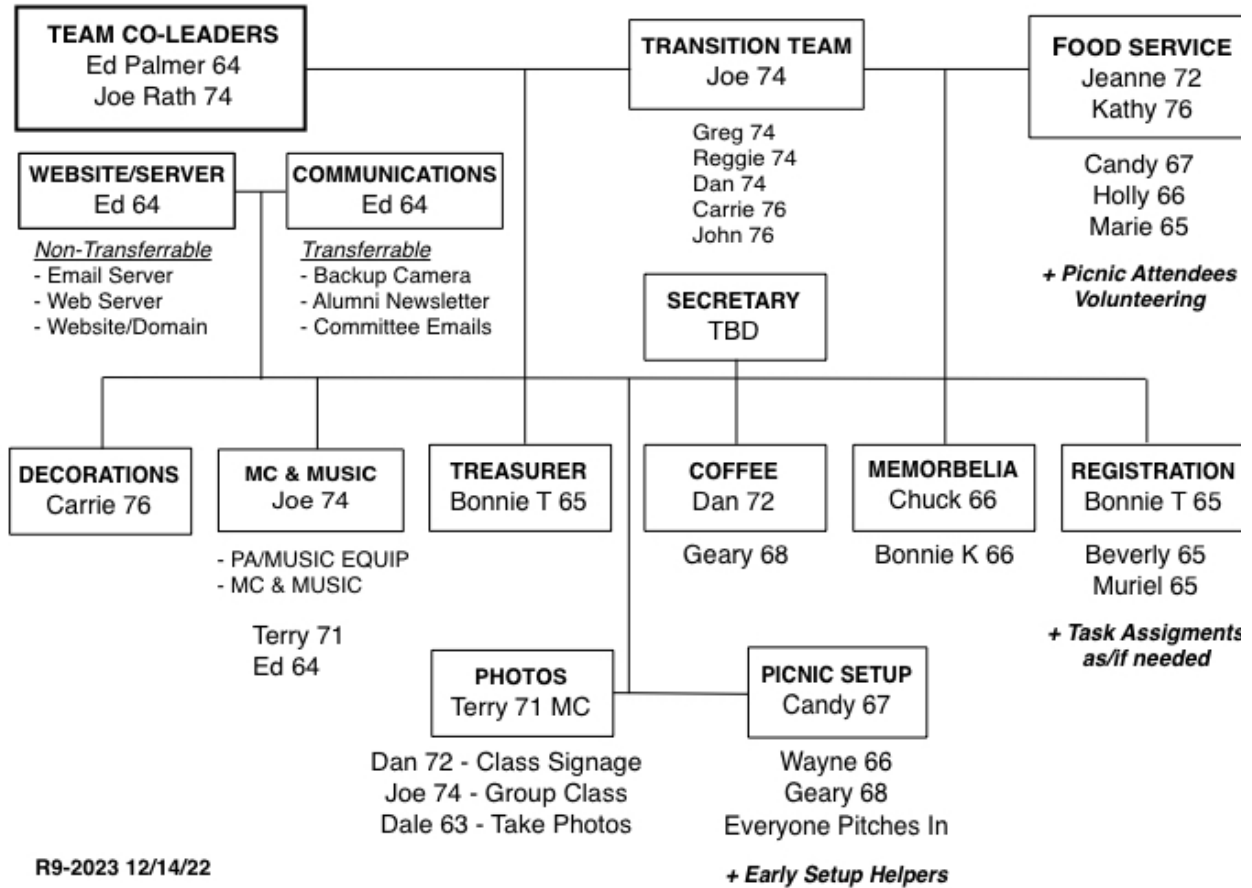 TEAM CO-LEADERS
Ed Palmer 64
Joe Rath 74
TRANSITION TEAM
Joe 74
Greg 74
Reggie 74
Dan 74
Carrie 76
John 76
FOOD SERVICE
Jeanne 72
Kathy 76
Candy 67
Holly 66
Marie 65
+ Picnic Attendees
Volunteering
WEBSITE/SERVER
Ed 64
Non-Transferrable
- Email Server
- Web Server
- Website/Domain
COMMUNICATIONS
Ed 64
Transferrable
- Backup Camera
- Alumni Newsletter
- Committee Emails
SECRETARY
TBD
DECORATIONS
Carrie 76
MC & MUSIC
Joe 74
- PA/MUSIC EQUIP
- MC & MUSIC
Terry 71
Ed 64
TREASURER
Bonnie T 65
COFFEE
Dan 72
Geary 68
MEMORBELIA
Chuck 66
Bonnie K 66
REGISTRATION
Bonnie T 65
Beverly 65
Muriel 65
+ Task Assigments
as/if needed
PHOTOS
Terry 71 MC
Dan 72 - Class Signage
Joe 74 - Group Class
Dale 63 - Take Photos
PICNIC SETUP
Candy 67
Wayne 66
Geary 68
Everyone Pitches In
+ Early Setup Helpers
R9-2023 12/14/22